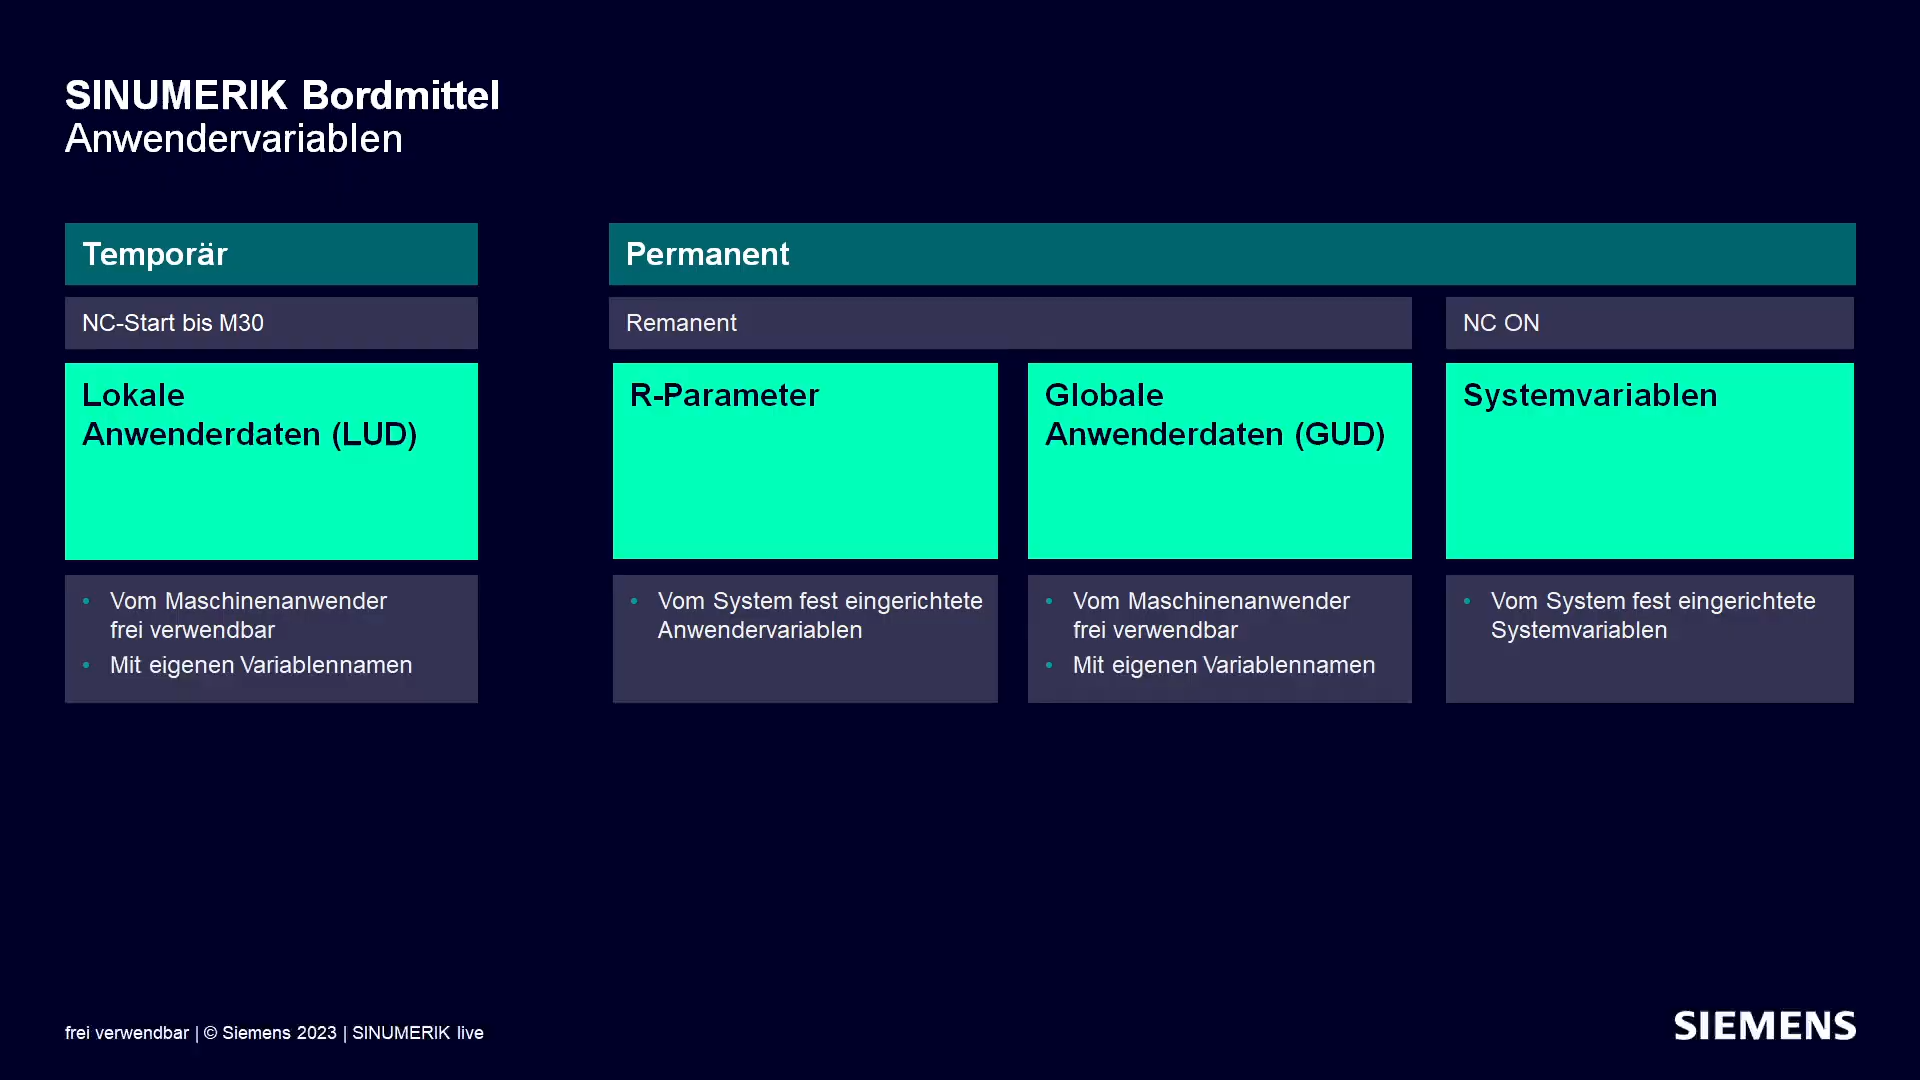 SINUMERIK Bordmittel
Anwendervariablen
Temporär
NC-Start bis M30
Lokale
Anwenderdaten (LUD)
• Vom Maschinenanwender
frei verwendbar
• Mit eigenen Variablennamen
Permanent
Remanent
R-Parameter
• Vom System fest eingerichtete
Anwendervariablen
Globale
Anwenderdaten (GUD)
• Vom Maschinenanwender
frei verwendbar
• Mit eigenen Variablennamen
NC ON
Systemvariablen
• Vom System fest eingerichtete
Systemvariablen
frei verwendbar | © Siemens 2023 | SINUMERIK live
SIEMENS